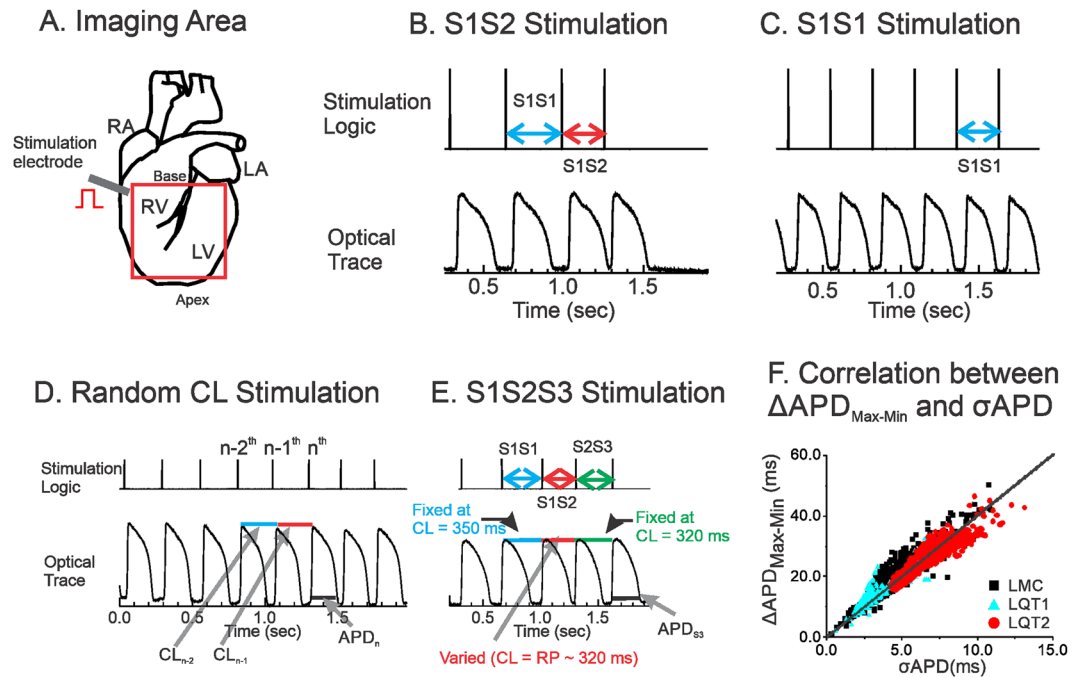 A. Imaging Area
RA
Stimulation
electrode
LA
Base
RV
LV
Apex
B. S1S2 Stimulation
Stimulation
Logic
S1S1
S1S2
Optical
Trace
0.5 1.0 1.5
Time (sec)
C. S1S1 Stimulation
S1S1
0.5 1.0 1.5
Time (sec)
D. Random CL Stimulation
n-2th n-1th nth
Stimulation
Logic
Optical
Trace
0.5 1.0 1.5
Time (sec)
CLn-2
CLn-1
APDn
E. S1S2S3 Stimulation
S1S1
S2S3
S1S2
Fixed at
CL = 350 ms
Fixed at
CL = 320 ms
0.5 1.0 1.5
Time (sec)
APDS3
Varied (CL = RP ~ 320 ms)
F. Correlation between
ΔAPDMax-Min and σAPD
ΔAPDMax-Min (ms)
60.0
40.0
20.0
0.0
LMC
LQT1
LQT2
0.0 5.0 10.0 15.0
σAPD(ms)